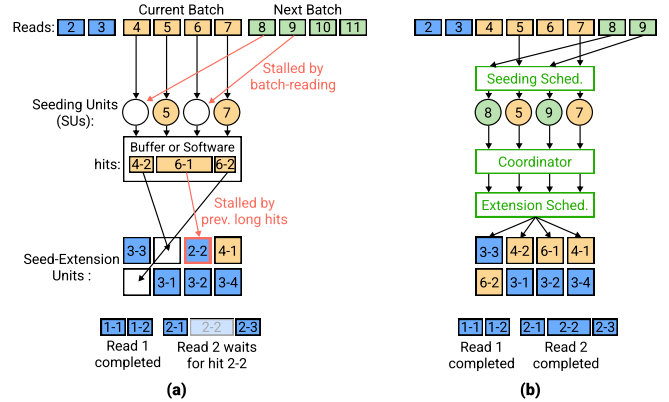 Current Batch Next Batch
Reads: 2 3 4 5 6 7 8 9 10 11
Stalled by
batch-reading
Seeding Units
(SUs):
5 7
Buffer or Software
hits: 4-2 6-1 6-2
Stalled by
prev. long hits
Seed-Extension
Units :
3-3 2-2 4-1
3-1 3-2 3-4
1-1 1-2 2-1 2-2 2-3
Read 1
completed
Read 2 waits
for hit 2-2
(a)
2 3 4 5 6 7 8 9
Seeding Sched.
8 5 9 7
Coordinator
Extension Sched.
3-3 4-2 6-1 4-1
6-2 3-1 3-2 3-4
1-1 1-2 2-1 2-2 2-3
Read 1
completed
Read 2
completed
(b)